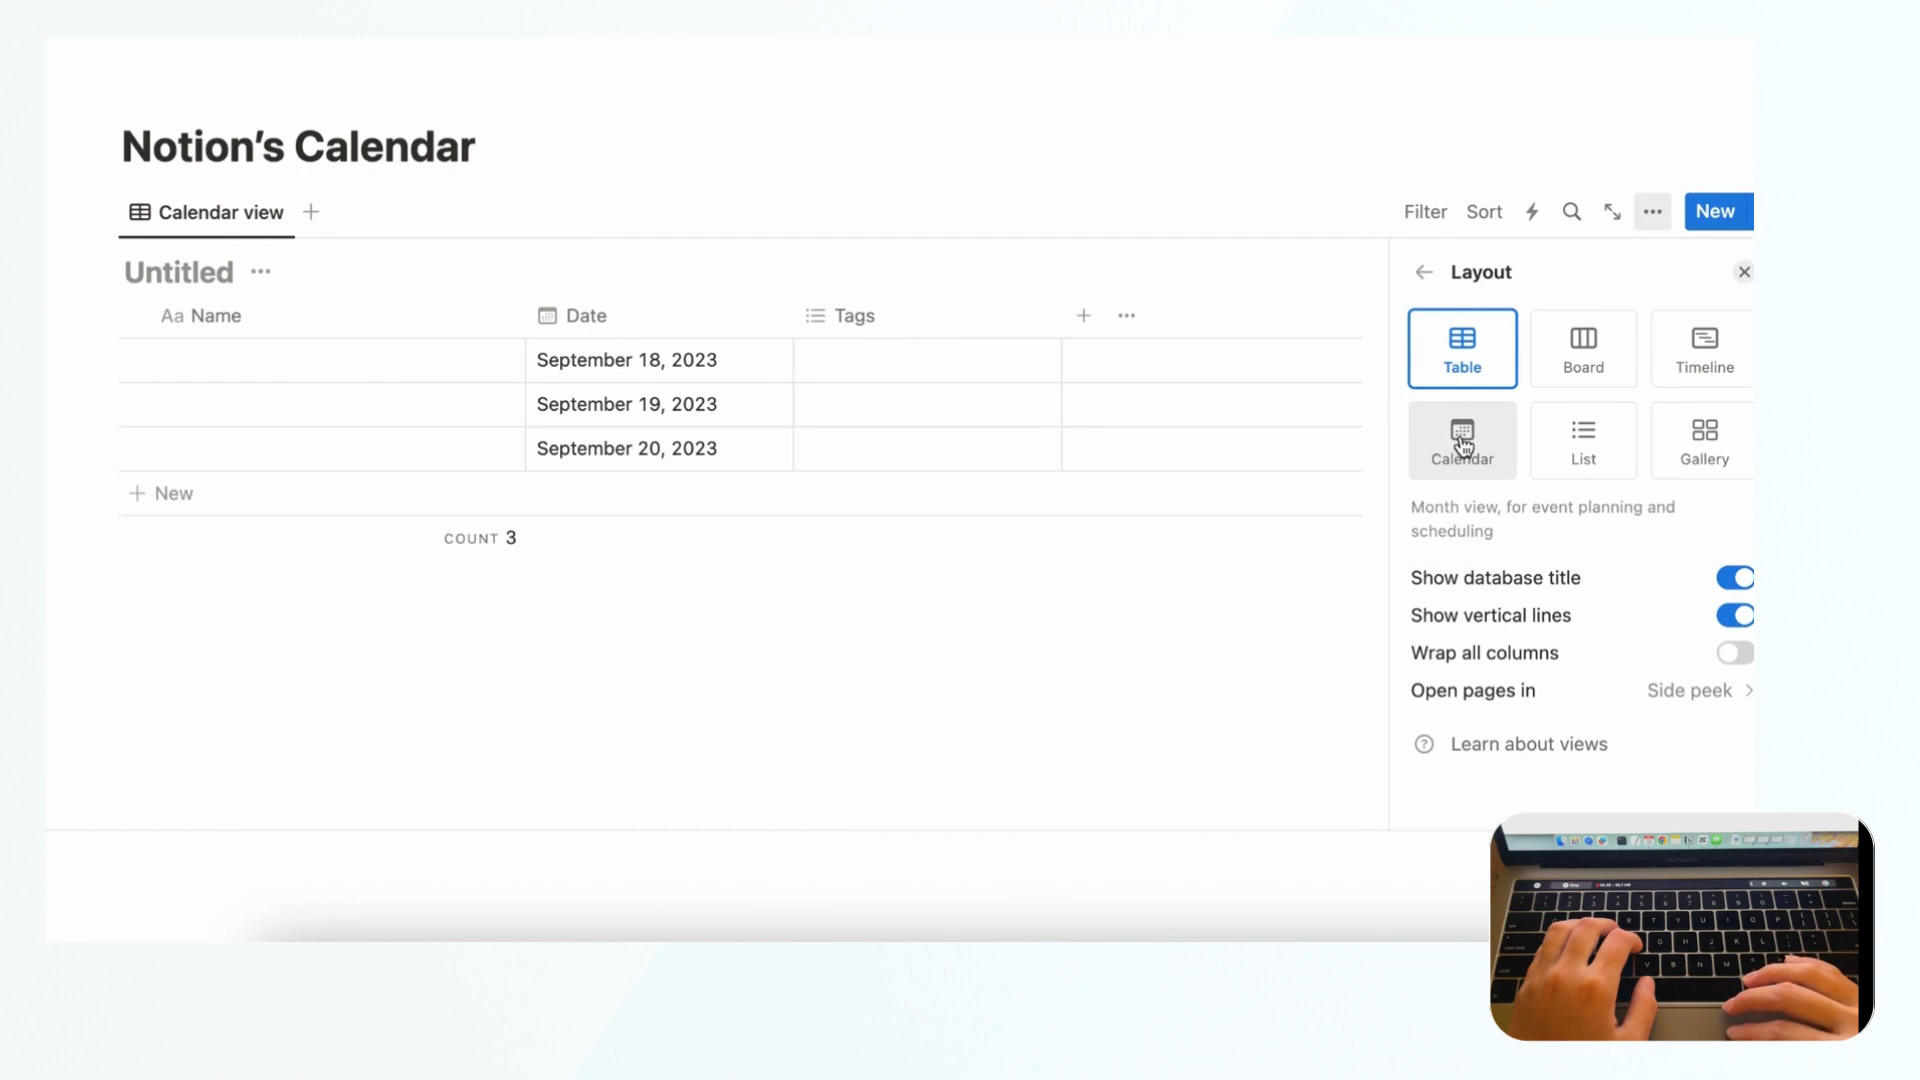 Notion's Calendar
Calendar view
Filter Sort New
Untitled
Layout
Aa Name Date Tags
Table Board Timeline
September 18, 2023
September 19, 2023
September 20, 2023
Calendar List Gallery
New
Month view, for event planning and
scheduling
COUNT 3
Show database title
Show vertical lines
Wrap all columns
Open pages in Side peek
Learn about views